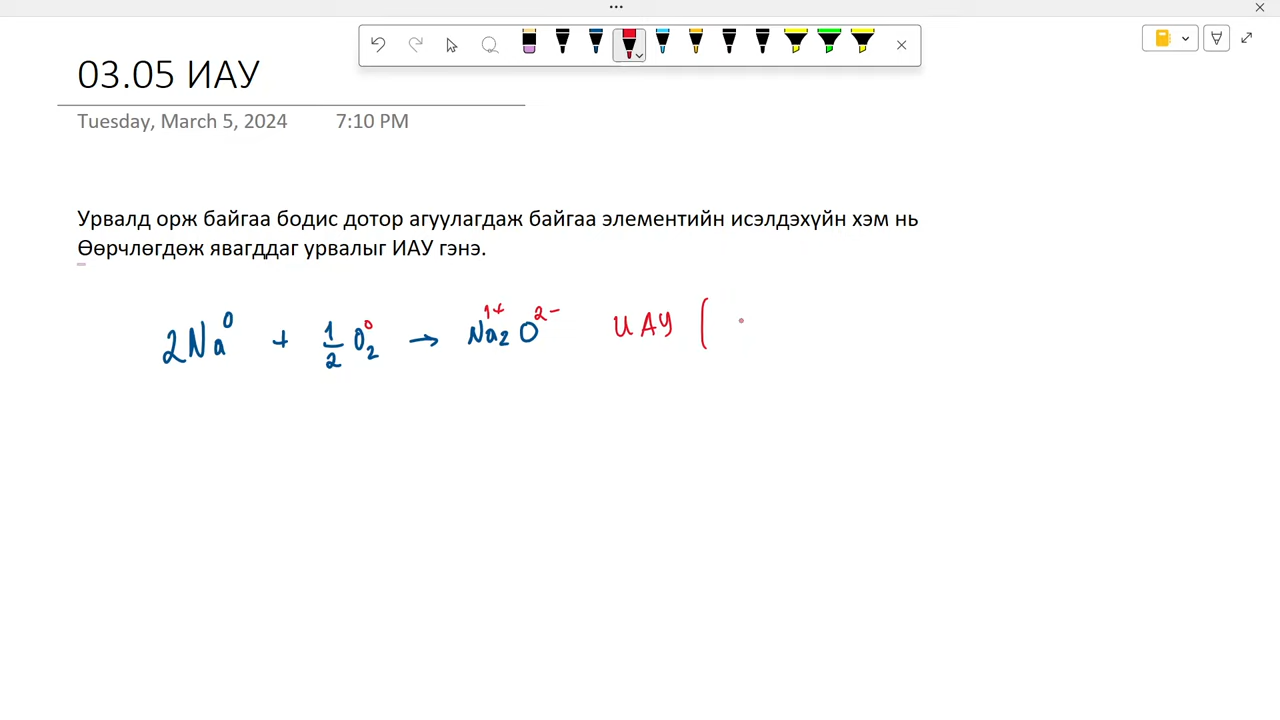 03.05 ИАУ
Tuesday, March 5, 2024 7:10 PM
Урвалд орж байгаа бодис дотор агуулагдаж байгаа элементийн исэлдэхүйн хэм нь
Өөрчлөгдөж явагддаг урвалыг ИАУ гэнэ.
2Na⁰ + 1/2 O₂⁰ → Na₂¹⁺O²⁻ ИАУ (